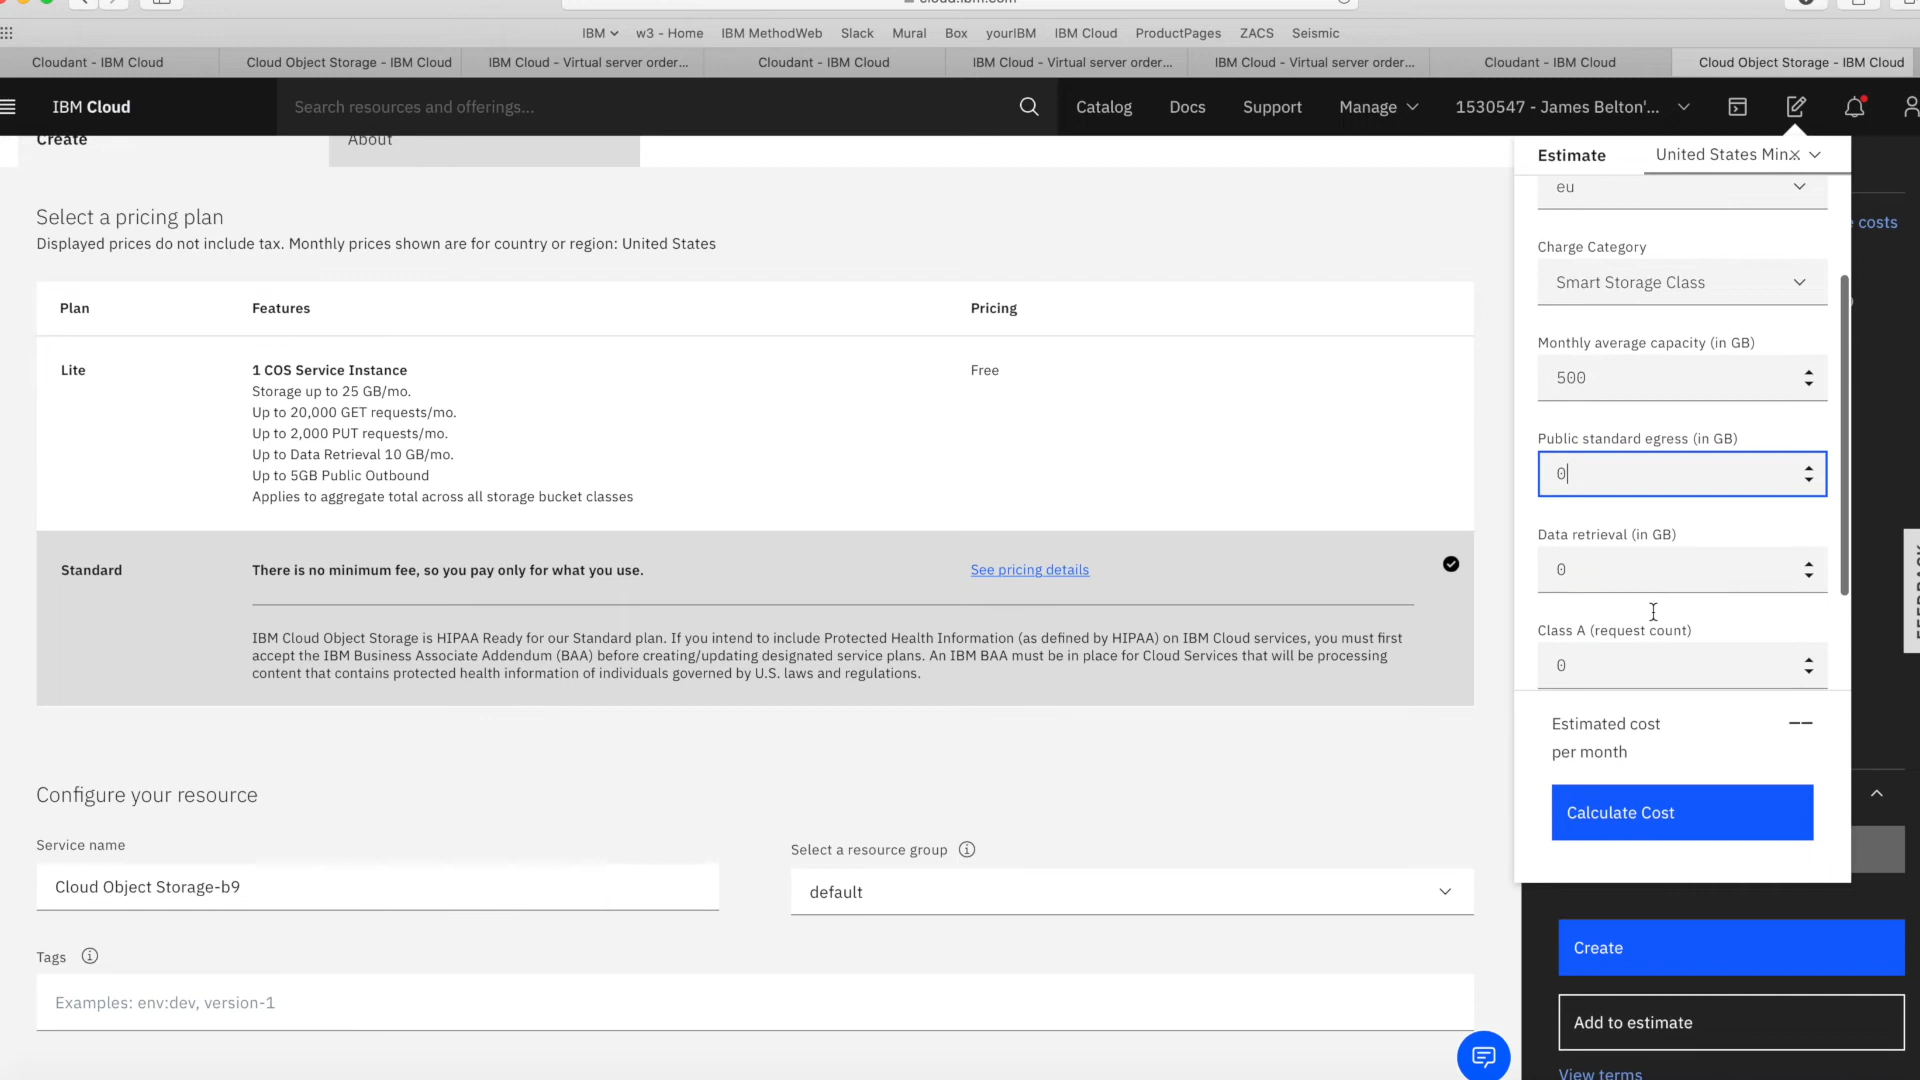 cloud.ibm.com
IBM
w3 - Home
IBM MethodWeb
Slack
Mural
Box
yourIBM
IBM Cloud
ProductPages
ZACS
Seismic
Cloudant - IBM Cloud
Cloud Object Storage - IBM Cloud
IBM Cloud - Virtual server order...
Cloudant - IBM Cloud
IBM Cloud - Virtual server order...
IBM Cloud - Virtual server order...
Cloudant - IBM Cloud
Cloud Object Storage - IBM Cloud
IBM Cloud
Search resources and offerings...
Catalog
Docs
Support
Manage
1530547 - James Belton'...
Create
About
Select a pricing plan
Displayed prices do not include tax. Monthly prices shown are for country or region: United States
Plan
Features
Pricing
Lite
1 COS Service Instance
Free
Storage up to 25 GB/mo.
Up to 20,000 GET requests/mo.
Up to 2,000 PUT requests/mo.
Up to Data Retrieval 10 GB/mo.
Up to 5GB Public Outbound
Applies to aggregate total across all storage bucket classes
Standard
There is no minimum fee, so you pay only for what you use.
See pricing details
IBM Cloud Object Storage is HIPAA Ready for our Standard plan. If you intend to include Protected Health Information (as defined by HIPAA) on IBM Cloud services, you must first
accept the IBM Business Associate Addendum (BAA) before creating/updating designated service plans. An IBM BAA must be in place for Cloud Services that will be processing
content that contains protected health information of individuals governed by U.S. laws and regulations.
Configure your resource
Service name
Cloud Object Storage-b9
Select a resource group
default
Tags
Examples: env:dev, version-1
Estimate
United States Min
eu
Charge Category
Smart Storage Class
Monthly average capacity (in GB)
500
Public standard egress (in GB)
0
Data retrieval (in GB)
0
Class A (request count)
0
Estimated cost
per month
--
Calculate Cost
costs
FEEDBACK
Create
Add to estimate
View terms